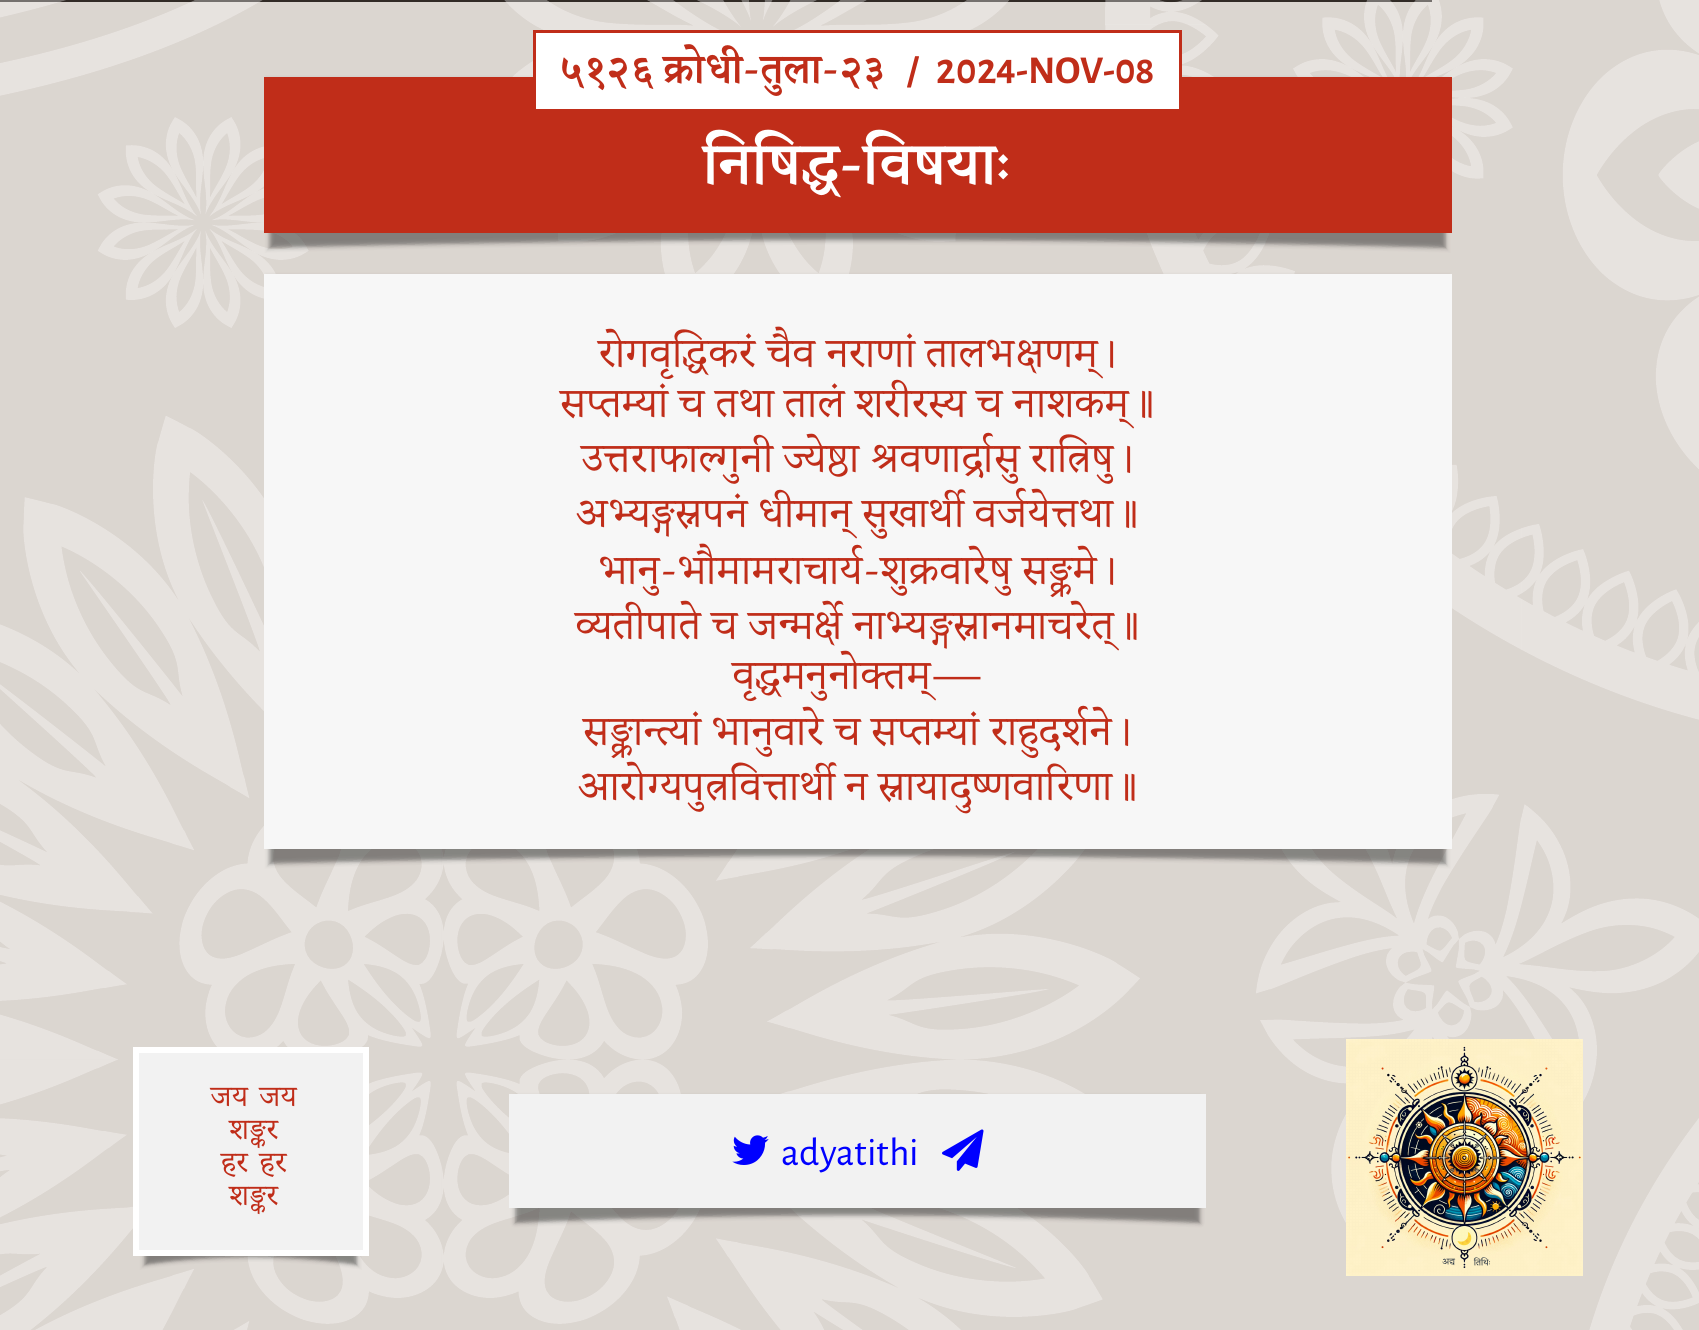 ५१२६ क्रोधी-तुला-२३ / 2024-NOV-08
निषिद्ध-विषयाः
रोगवृद्धिकरं चैव नराणां तालभक्षणम्।
सप्तम्यां च तथा तालं शरीरस्य च नाशकम्॥
उत्तराफाल्गुनी ज्येष्ठा श्रवणार्द्रासु रात्रिषु।
अभ्यङ्गस्नपनं धीमान् सुखार्थी वर्जयेत्तथा॥
भानु-भौमामराचार्य-शुक्रवारेषु सङ्क्रमे।
व्यतीपाते च जन्मर्क्षे नाभ्यङ्गस्नानमाचरेत्॥
वृद्धमनुनोक्तम्—
सङ्क्रान्त्यां भानुवारे च सप्तम्यां राहुदर्शने।
आरोग्यपुत्रवित्तार्थी न स्नायादुष्णवारिणा॥
जय जय
शङ्कर
हर हर
शङ्कर
adyatithi
अद्य तिथिः